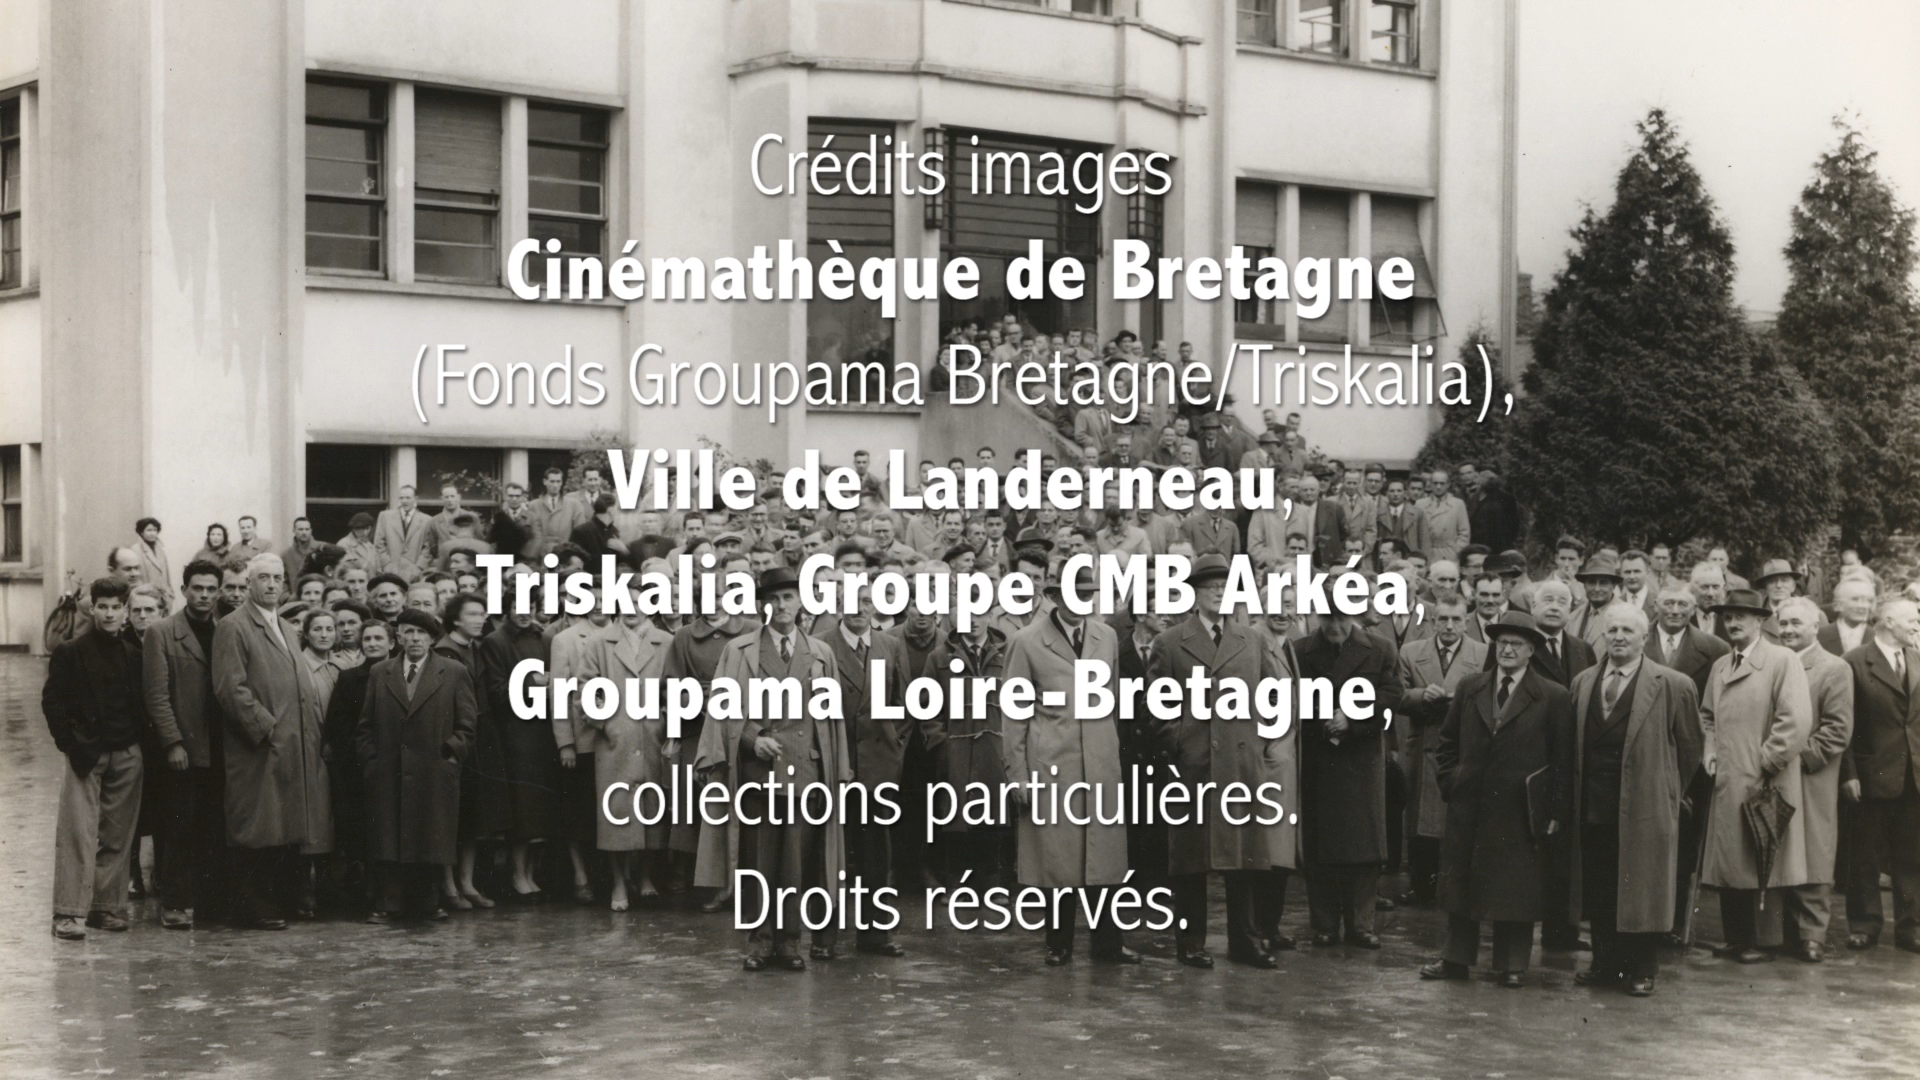 Crédits images
Cinémathèque de Bretagne
(Fonds Groupama Bretagne/Triskalia),
Ville de Landerneau,
Triskalia, Groupe CMB Arkéa,
Groupama Loire-Bretagne,
collections particulières.
Droits réservés.